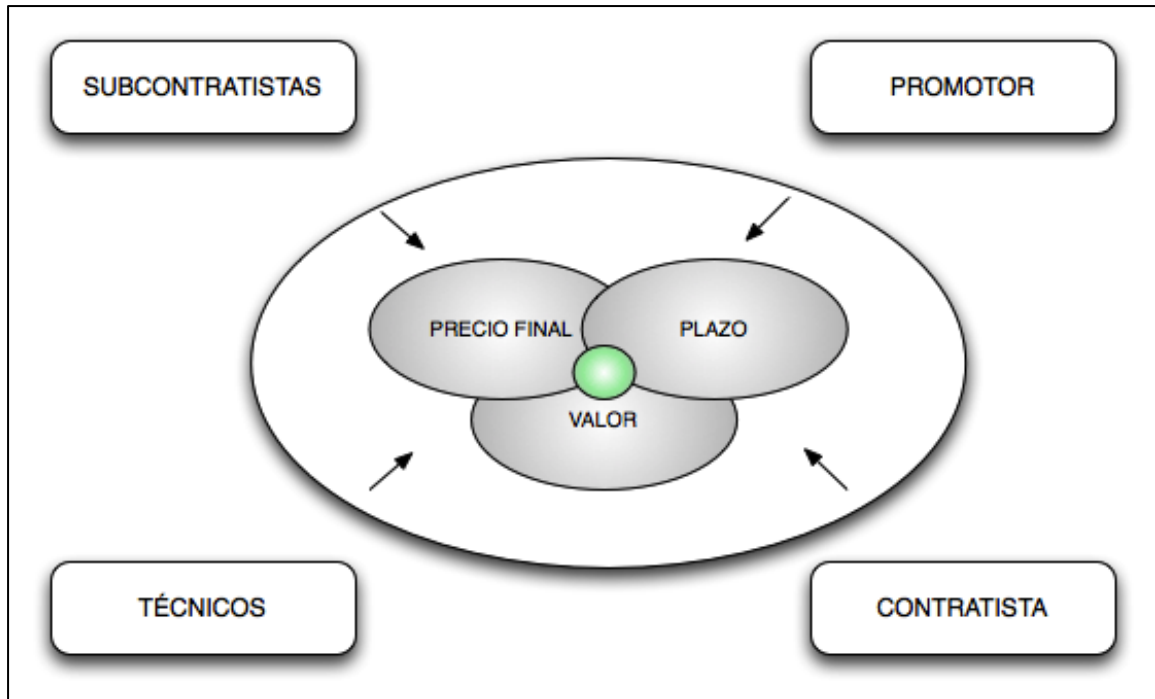 SUBCONTRATISTAS
PROMOTOR
PRECIO FINAL
PLAZO
VALOR
TÉCNICOS
CONTRATISTA